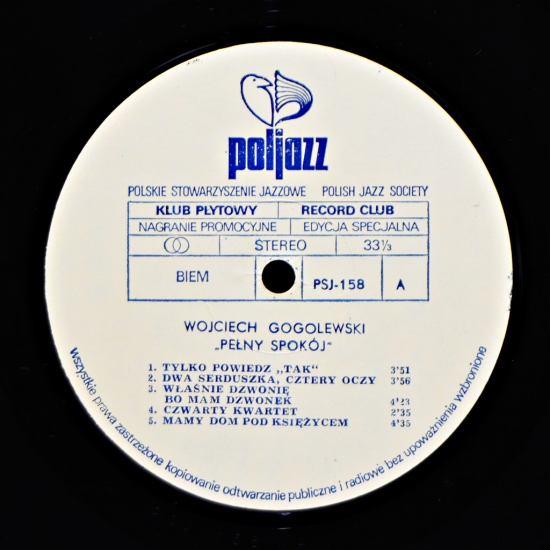 poljazz
POLSKIE STOWARZYSZENIE JAZZOWE POLISH JAZZ SOCIETY
KLUB PŁYTOWY RECORD CLUB
NAGRANIE PROMOCYJNE EDYCJA SPECJALNA
STEREO 33⅓
BIEM PSJ-158 A
WOJCIECH GOGOLEWSKI
„PEŁNY SPOKÓJ"
1. TYLKO POWIEDZ „TAK" 3'51
2. DWA SERDUSZKA, CZTERY OCZY 3'56
3. WŁAŚNIE DZWONIĘ
BO MAM DZWONEK 4'23
4. CZWARTY KWARTET 2'35
5. MAMY DOM POD KSIĘŻYCEM 4'35
Wszystkie prawa zastrzeżone kopiowanie odtwarzanie publiczne i radiowe bez upoważnienia wzbronione